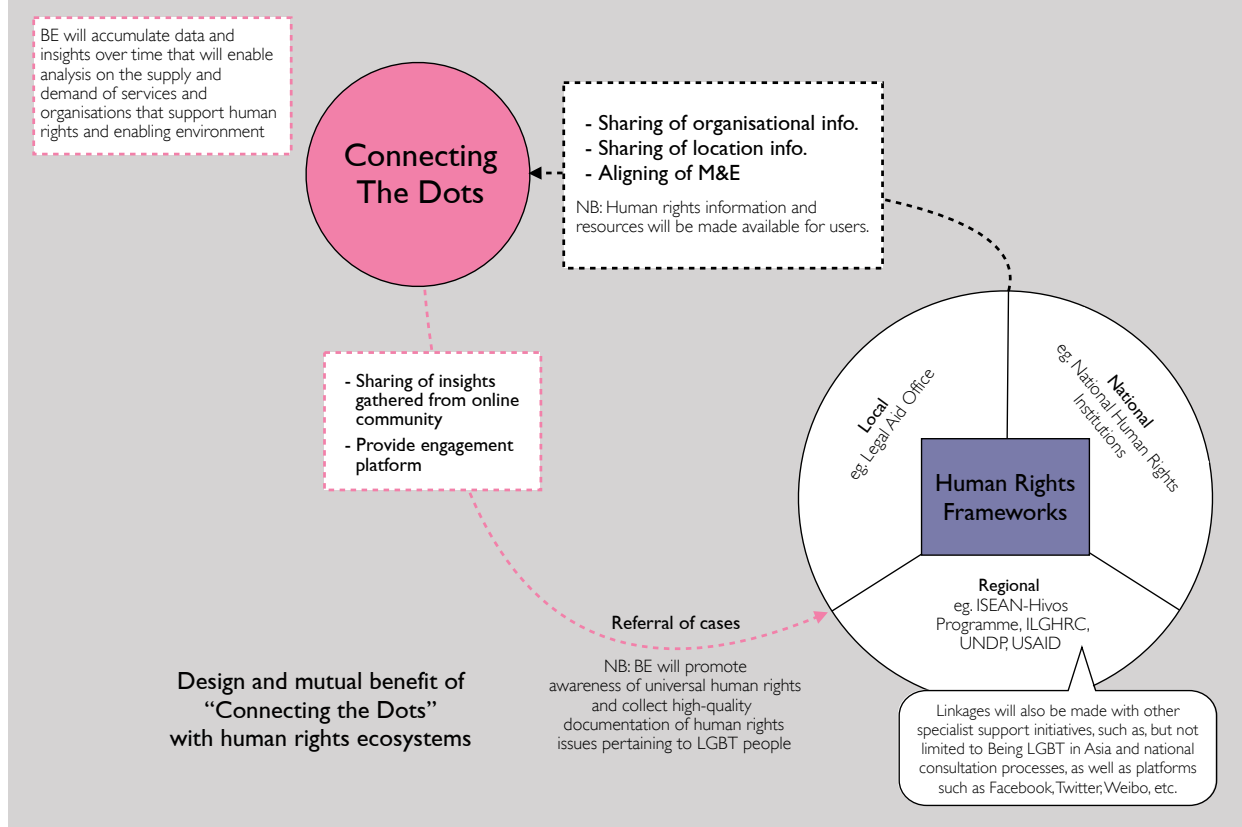 BE will accumulate data and
insights over time that will enable
analysis on the supply and
demand of services and
organisations that support human
rights and enabling environment
Connecting
The Dots
- Sharing of organisational info.
- Sharing of location info.
- Aligning of M&E
NB: Human rights information and
resources will be made available for users.
- Sharing of insights
gathered from online
community
- Provide engagement
platform
Local
eg. Legal Aid Office
National
eg. National Human Rights
Institutions
Human Rights
Frameworks
Regional
eg. ISEAN-Hivos
Programme, ILGHRC,
UNDP, USAID
Referral of cases
NB: BE will promote
awareness of universal human rights
and collect high-quality
documentation of human rights
issues pertaining to LGBT people
Design and mutual benefit of
“Connecting the Dots”
with human rights ecosystems
Linkages will also be made with other
specialist support initiatives, such as, but not
limited to Being LGBT in Asia and national
consultation processes, as well as platforms
such as Facebook, Twitter, Weibo, etc.